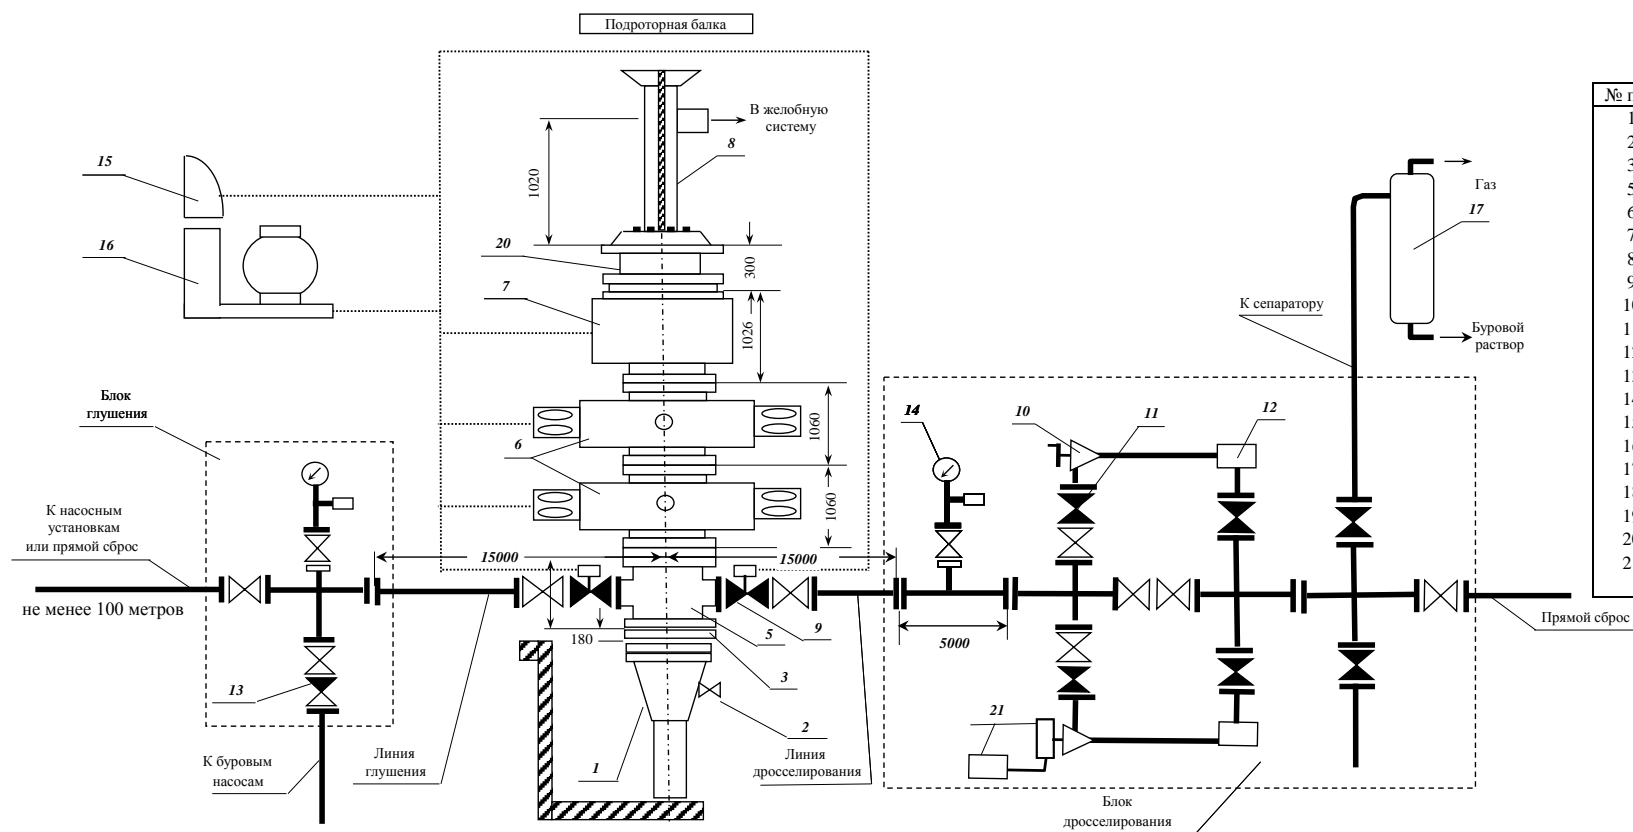 Подроторная балка
В желобную
систему
8
1020
15
16
20
7
300
1026
Газ
17
К сепаратору
Буровой
раствор
Блок
глушения
6
1060
1060
14
10
11
12
К насосным
установкам
или прямой сброс
не менее 100 метров
15000
15000
180
5
9
5000
3
13
2
1
21
Прямой сброс
К буровым
насосам
Линия
глушения
Линия
дросселирования
Блок
дросселирования
№ п
1
2
3
5
6
7
8
9